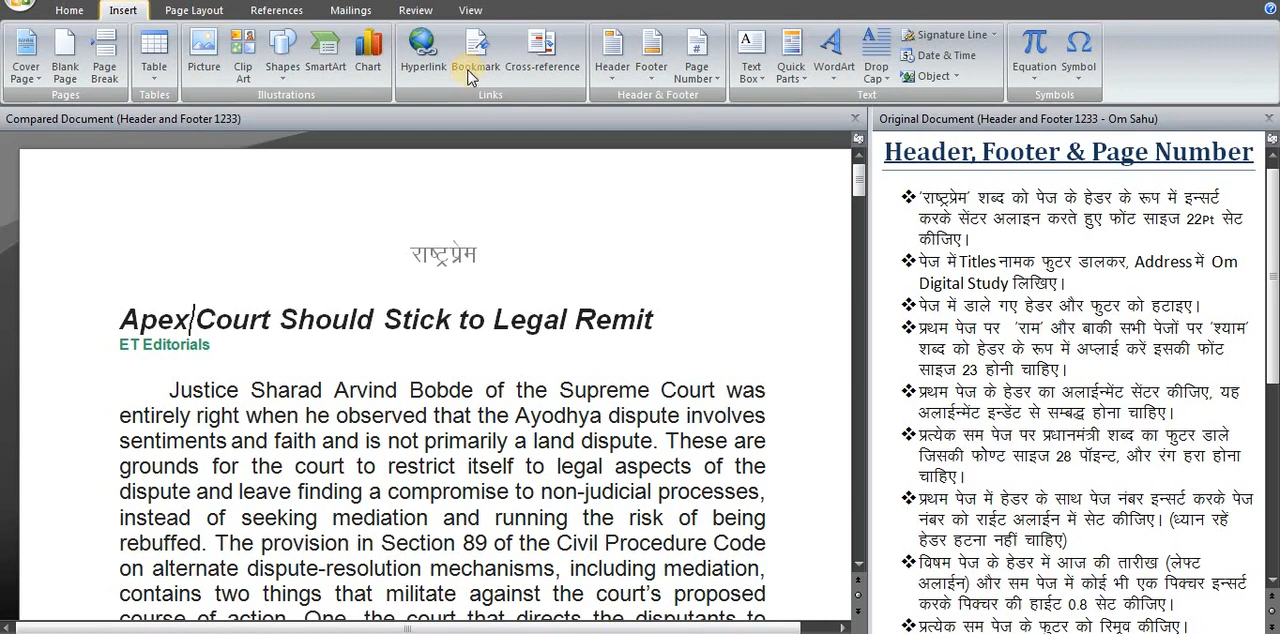 Home Insert Page Layout References Mailings Review View
Cover Page Blank Page Page Break Table Picture Clip Art Shapes SmartArt Chart Hyperlink Bookmark Cross-reference Header Footer Page Number Text Box Quick Parts WordArt Drop Cap Signature Line Date & Time Object Equation Symbol
Pages Tables Illustrations Links Header & Footer Text Symbols
Compared Document (Header and Footer 1233)
राष्ट्रप्रेम
Apex Court Should Stick to Legal Remit
ET Editorials
Justice Sharad Arvind Bobde of the Supreme Court was
entirely right when he observed that the Ayodhya dispute involves
sentiments and faith and is not primarily a land dispute. These are
grounds for the court to restrict itself to legal aspects of the
dispute and leave finding a compromise to non-judicial processes,
instead of seeking mediation and running the risk of being
rebuffed. The provision in Section 89 of the Civil Procedure Code
on alternate dispute-resolution mechanisms, including mediation,
contains two things that militate against the court's proposed
course of action. One, the court that directs the disputants to
Original Document (Header and Footer 1233 - Om Sahu)
Header, Footer & Page Number
'राष्ट्रप्रेम' शब्द को पेज के हेडर के रूप में इन्सर्ट
करके सेंटर अलाइन करते हुए फोंट साइज 22Pt सेट
कीजिए।
पेज में Titles नामक फुटर डालकर, Address में Om
Digital Study लिखिए।
पेज में डाले गए हेडर और फुटर को हटाइए।
प्रथम पेज पर 'राम' और बाकी सभी पेजों पर 'श्याम'
शब्द को हेडर के रूप में अप्लाई करें इसकी फोंट
साइज 23 होनी चाहिए।
प्रथम पेज के हेडर का अलाईन्मेंट सेंटर कीजिए, यह
अलाईन्मेंट इन्डेंट से सम्बद्ध होना चाहिए।
प्रत्येक सम पेज पर प्रधानमंत्री शब्द का फुटर डाले
जिसकी फोण्ट साइज 28 पॉइन्ट, और रंग हरा होना
चाहिए।
प्रथम पेज में हेडर के साथ पेज नंबर इन्सर्ट करके पेज
नंबर को राईट अलाईन में सेट कीजिए। (ध्यान रहें
हेडर हटना नहीं चाहिए)
विषम पेज के हेडर में आज की तारीख (लेफ्ट
अलाईन) और सम पेज में कोई भी एक पिक्चर इन्सर्ट
करके पिक्चर की हाईट 0.8 सेट कीजिए।
प्रत्येक सम पेज के फुटर को रिमूव कीजिए।